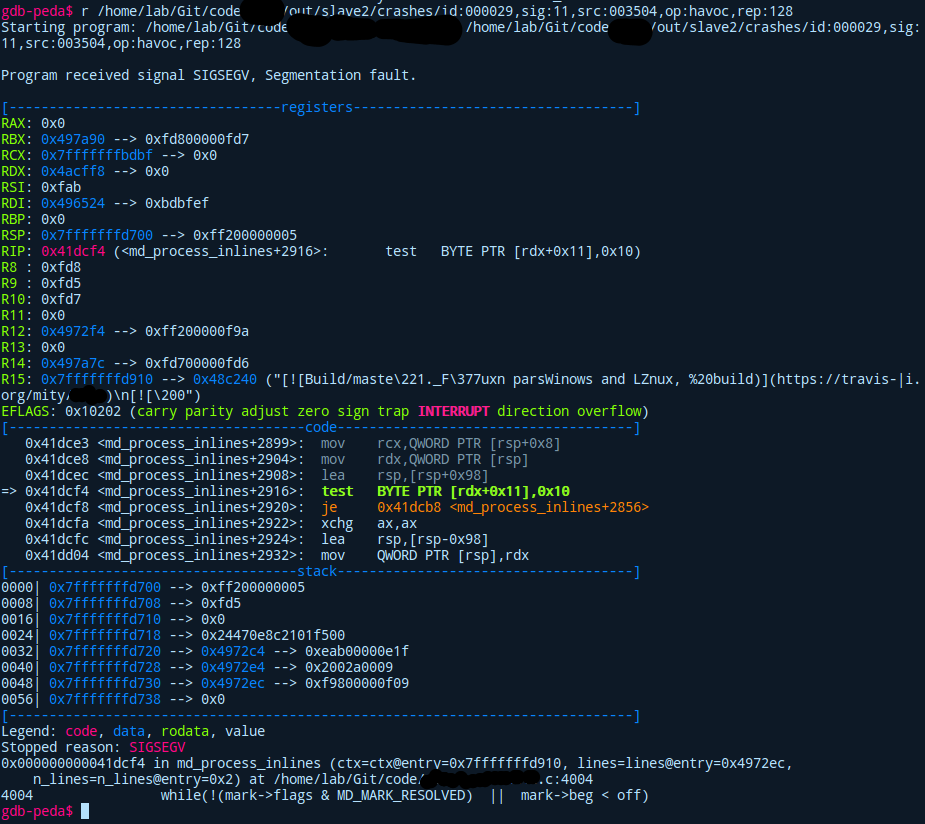 gdb-peda$ r /home/lab/Git/code /out/slave2/crashes/id:000029,sig:11,src:003504,op:havoc,rep:128
Starting program: /home/lab/Git/code /home/lab/Git/code /out/slave2/crashes/id:000029,sig:
11,src:003504,op:havoc,rep:128
Program received signal SIGSEGV, Segmentation fault.
[----------------------------------registers-----------------------------------]
RAX: 0x0
RBX: 0x497a90 --> 0xfd800000fd7
RCX: 0x7fffffffbdbf --> 0x0
RDX: 0x4acff8 --> 0x0
RSI: 0xfab
RDI: 0x496524 --> 0xbdbfef
RBP: 0x0
RSP: 0x7fffffffd700 --> 0xff200000005
RIP: 0x41dcf4 (<md_process_inlines+2916>: test BYTE PTR [rdx+0x11],0x10)
R8 : 0xfd8
R9 : 0xfd5
R10: 0xfd7
R11: 0x0
R12: 0x4972f4 --> 0xff200000f9a
R13: 0x0
R14: 0x497a7c --> 0xfd700000fd6
R15: 0x7fffffffd910 --> 0x48c240 ("[![Build/maste\221._F\377uxn parsWinows and LZnux, %20build)](https://travis-|i.
org/mity/ )\n[![\200")
EFLAGS: 0x10202 (carry parity adjust zero sign trap INTERRUPT direction overflow)
[-------------------------------------code-------------------------------------]
0x41dce3 <md_process_inlines+2899>: mov rcx,QWORD PTR [rsp+0x8]
0x41dce8 <md_process_inlines+2904>: mov rdx,QWORD PTR [rsp]
0x41dcec <md_process_inlines+2908>: lea rsp,[rsp+0x98]
=> 0x41dcf4 <md_process_inlines+2916>: test BYTE PTR [rdx+0x11],0x10
0x41dcf8 <md_process_inlines+2920>: je 0x41dcb8 <md_process_inlines+2856>
0x41dcfa <md_process_inlines+2922>: xchg ax,ax
0x41dcfc <md_process_inlines+2924>: lea rsp,[rsp-0x98]
0x41dd04 <md_process_inlines+2932>: mov QWORD PTR [rsp],rdx
[------------------------------------stack-------------------------------------]
0000| 0x7fffffffd700 --> 0xff200000005
0008| 0x7fffffffd708 --> 0xfd5
0016| 0x7fffffffd710 --> 0x0
0024| 0x7fffffffd718 --> 0x24470e8c2101f500
0032| 0x7fffffffd720 --> 0x4972c4 --> 0xeab00000e1f
0040| 0x7fffffffd728 --> 0x4972e4 --> 0x2002a0009
0048| 0x7fffffffd730 --> 0x4972ec --> 0xf9800000f09
0056| 0x7fffffffd738 --> 0x0
[------------------------------------------------------------------------------]
Legend: code, data, rodata, value
Stopped reason: SIGSEGV
0x000000000041dcf4 in md_process_inlines (ctx=ctx@entry=0x7fffffffd910, lines=lines@entry=0x4972ec,
n_lines=n_lines@entry=0x2) at /home/lab/Git/code/ .c:4004
4004 while(!(mark->flags & MD_MARK_RESOLVED) || mark->beg < off)
gdb-peda$